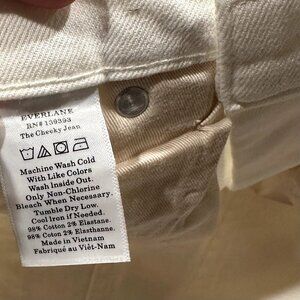 EVERLANE
RN# 139393
The Cheeky Jean
Machine Wash Cold
With Like Colors
Wash Inside Out.
Only Non-Chlorine
Bleach When Necessary.
Tumble Dry Low.
Cool Iron if Needed.
98% Cotton 2% Elastane.
98% Coton 2% Elasthanne.
Made in Vietnam
Fabriqué au Viêt-Nam